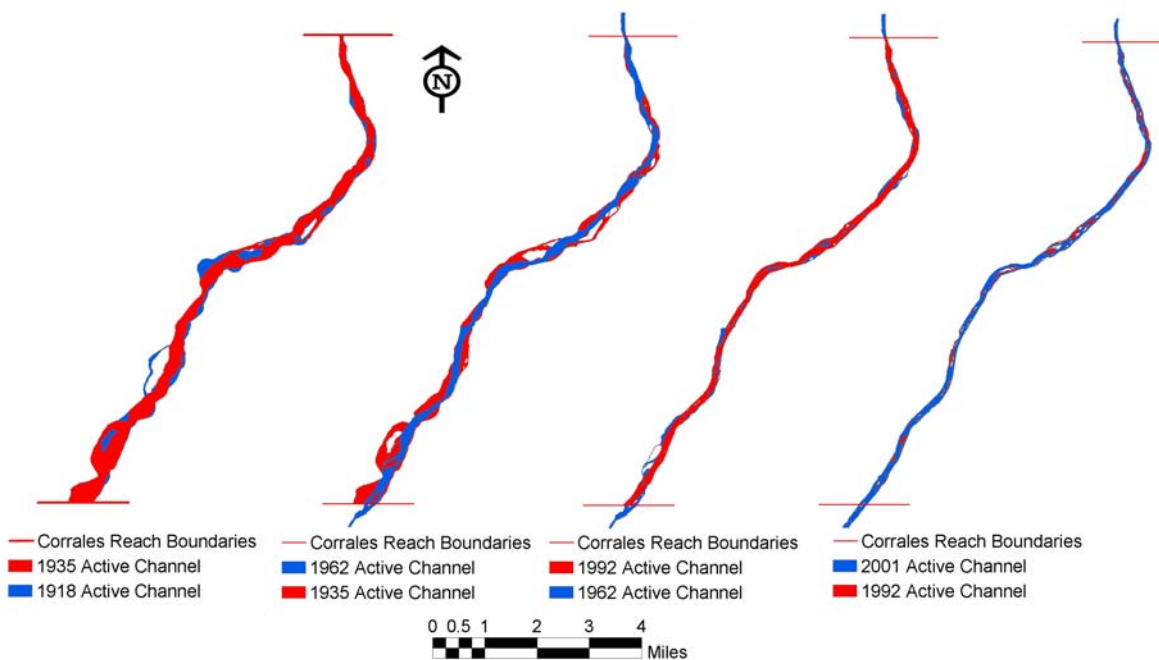 N
Corrales Reach Boundaries
1935 Active Channel
1918 Active Channel
Corrales Reach Boundaries
1962 Active Channel
1935 Active Channel
Corrales Reach Boundaries
1992 Active Channel
1962 Active Channel
Corrales Reach Boundaries
2001 Active Channel
1992 Active Channel
0 0.5 1 2 3 4
Miles